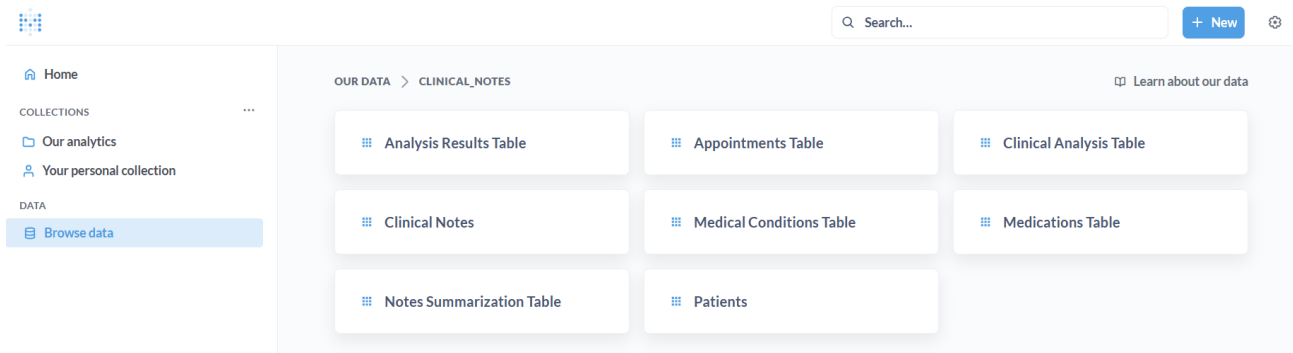 Search...
+ New
Home
COLLECTIONS ...
Our analytics
Your personal collection
DATA
Browse data
OUR DATA > CLINICAL_NOTES
Learn about our data
Analysis Results Table
Appointments Table
Clinical Analysis Table
Clinical Notes
Medical Conditions Table
Medications Table
Notes Summarization Table
Patients